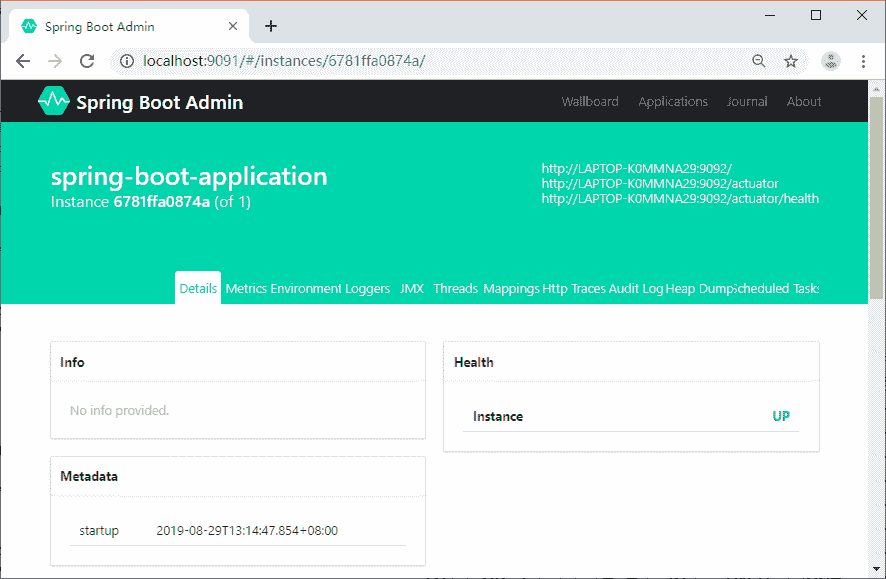 Spring Boot Admin
localhost:9091/#/instances/6781ffa0874a/
Spring Boot Admin Wallboard Applications Journal About
spring-boot-application
Instance 6781ffa0874a (of 1)
http://LAPTOP-K0MMNA29:9092/
http://LAPTOP-K0MMNA29:9092/actuator
http://LAPTOP-K0MMNA29:9092/actuator/health
Details Metrics Environment Loggers JMX Threads Mappings Http Traces Audit Log Heap Dump Scheduled Tasks
Info
No info provided.
Health
Instance UP
Metadata
startup 2019-08-29T13:14:47.854+08:00